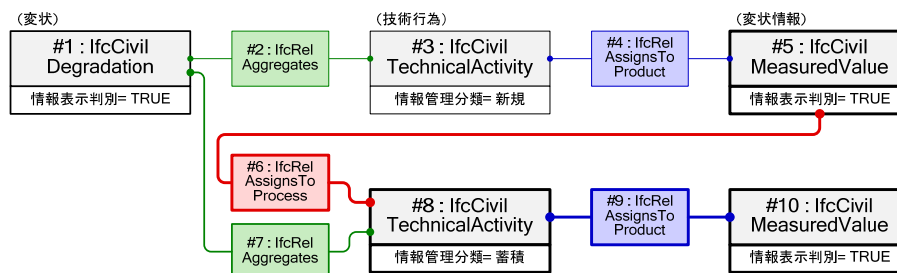 （変状）
#1 : IfcCivil
Degradation
情報表示判別= TRUE
#2 : IfcRel
Aggregates
（技術行為）
#3 : IfcCivil
TechnicalActivity
情報管理分類= 新規
#4 : IfcRel
AssignsTo
Product
（変状情報）
#5 : IfcCivil
MeasuredValue
情報表示判別= TRUE
#6 : IfcRel
AssignsTo
Process
#7 : IfcRel
Aggregates
#8 : IfcCivil
TechnicalActivity
情報管理分類= 蓄積
#9 : IfcRel
AssignsTo
Product
#10 : IfcCivil
MeasuredValue
情報表示判別= TRUE